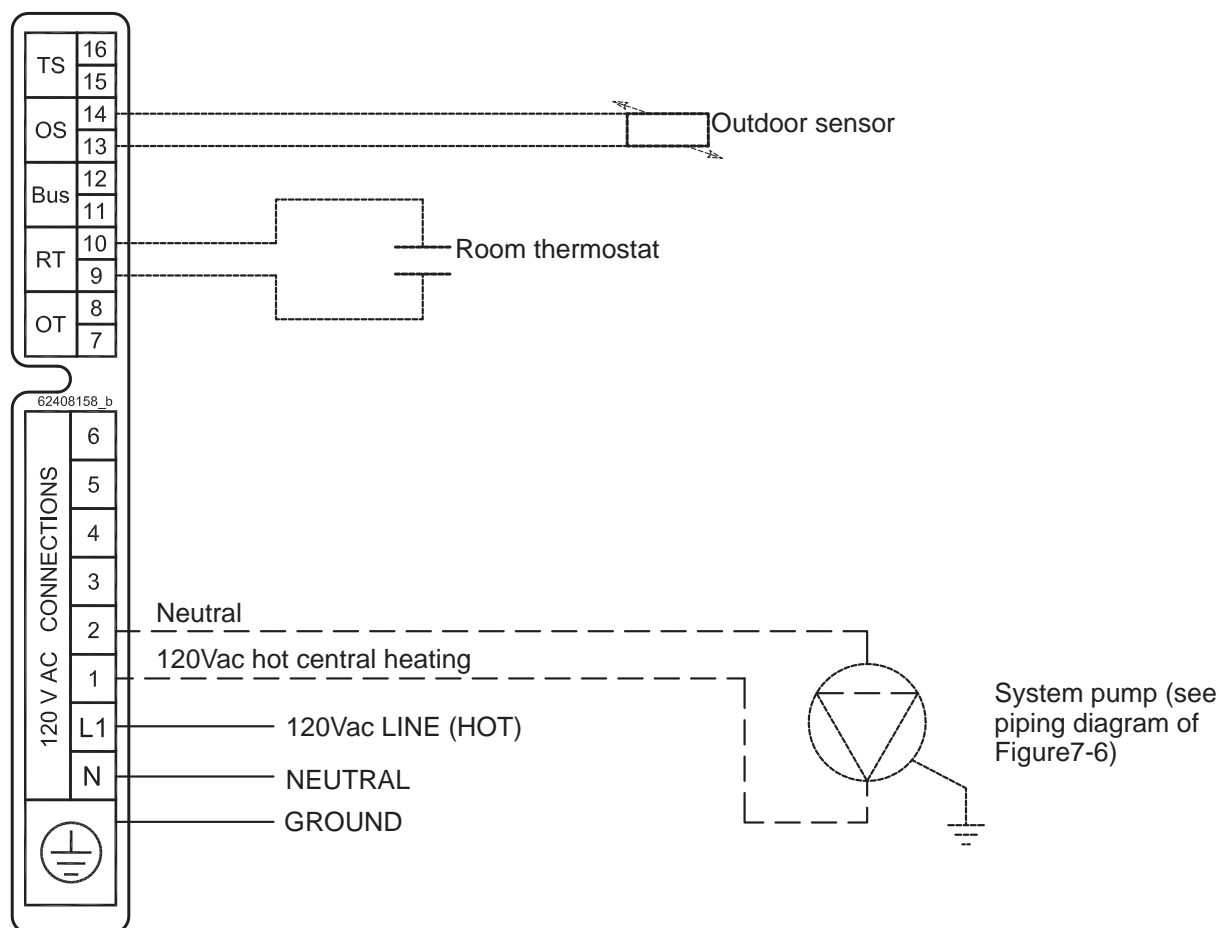 TS
16
15
OS
14
13
Outdoor sensor
Bus
12
11
RT
10
9
Room thermostat
OT
8
7
62408158_b
120 V AC CONNECTIONS
6
5
4
3
2
Neutral
1
120Vac hot central heating
L1
120Vac LINE (HOT)
N
NEUTRAL
GROUND
System pump (see
piping diagram of
Figure7-6)